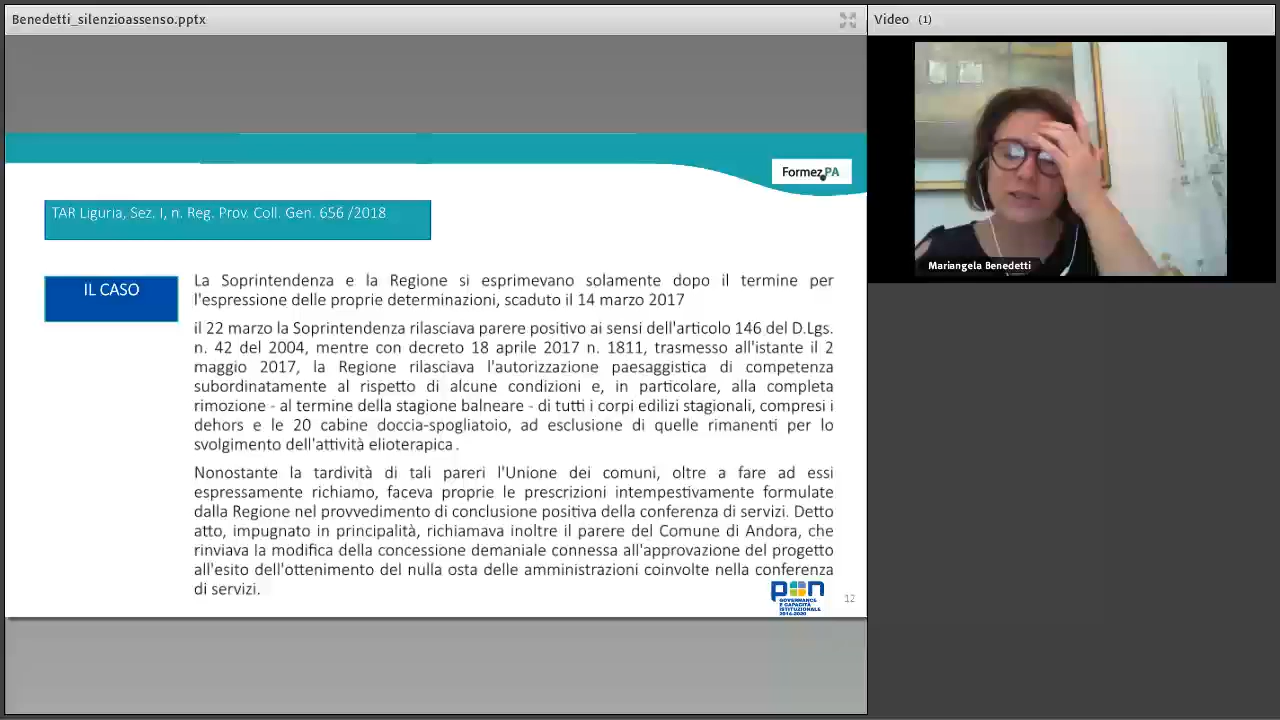 Benedetti_silenzioassenso.pptx
Video (1)
FormezPA
TAR Liguria, Sez. I, n. Reg. Prov. Coll. Gen. 656 /2018
IL CASO
La Soprintendenza e la Regione si esprimevano solamente dopo il termine per
l'espressione delle proprie determinazioni, scaduto il 14 marzo 2017
il 22 marzo la Soprintendenza rilasciava parere positivo ai sensi dell'articolo 146 del D.Lgs.
n. 42 del 2004, mentre con decreto 18 aprile 2017 n. 1811, trasmesso all'istante il 2
maggio 2017, la Regione rilasciava l'autorizzazione paesaggistica di competenza
subordinatamente al rispetto di alcune condizioni e, in particolare, alla completa
rimozione - al termine della stagione balneare - di tutti i corpi edilizi stagionali, compresi i
dehors e le 20 cabine doccia-spogliatoio, ad esclusione di quelle rimanenti per lo
svolgimento dell'attività elioterapica .
Nonostante la tardività di tali pareri l'Unione dei comuni, oltre a fare ad essi
espressamente richiamo, faceva proprie le prescrizioni intempestivamente formulate
dalla Regione nel provvedimento di conclusione positiva della conferenza di servizi. Detto
atto, impugnato in principalità, richiamava inoltre il parere del Comune di Andora, che
rinviava la modifica della concessione demaniale connessa all'approvazione del progetto
all'esito dell'ottenimento del nulla osta delle amministrazioni coinvolte nella conferenza
di servizi.
pon
GOVERNANCE
E CAPACITÀ
ISTITUZIONALE
2014-2020
12
Mariangela Benedetti